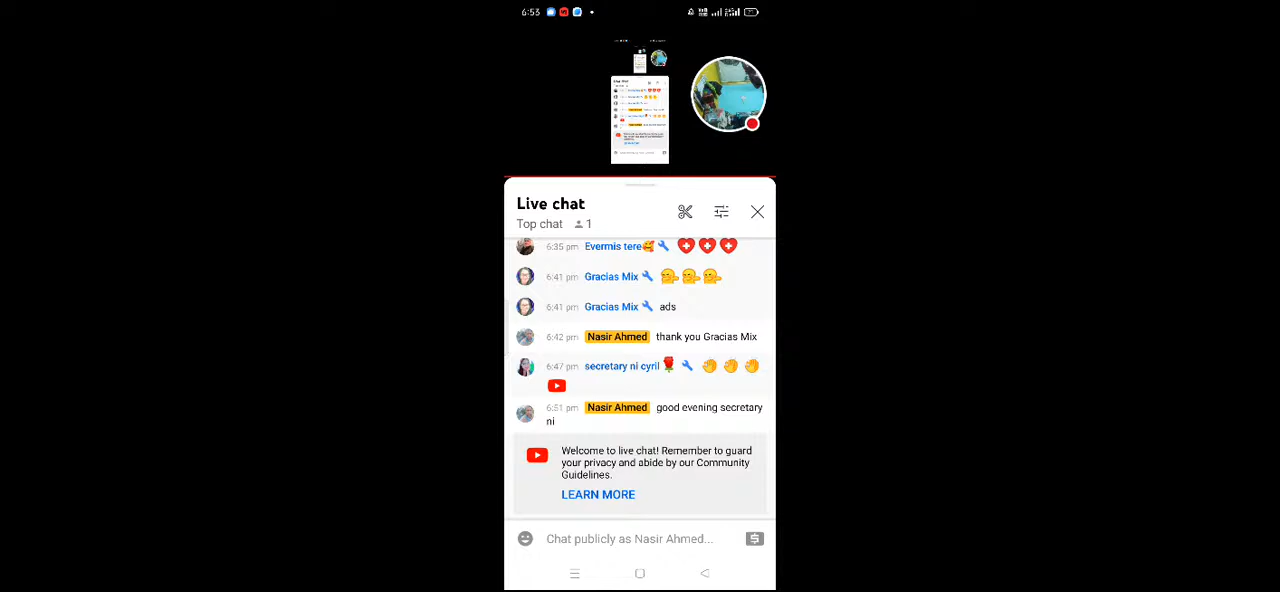 6:53
Live chat
Top chat 1
6:35 pm Evermis tere
6:41 pm Gracias Mix
6:41 pm Gracias Mix ads
6:42 pm Nasir Ahmed thank you Gracias Mix
6:47 pm secretary ni cyril
6:51 pm Nasir Ahmed good evening secretary
ni
Welcome to live chat! Remember to guard
your privacy and abide by our Community
Guidelines.
LEARN MORE
Chat publicly as Nasir Ahmed...